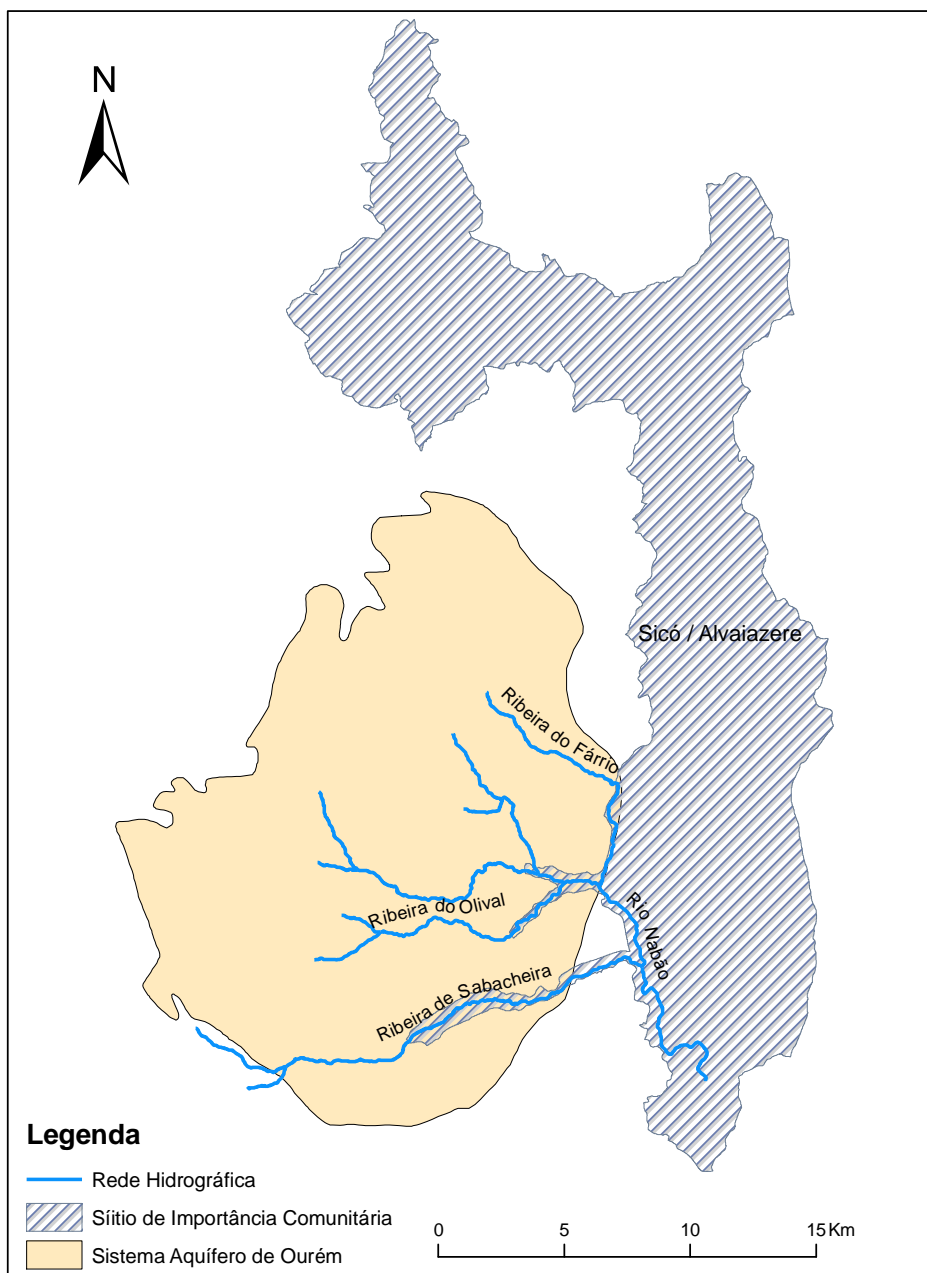 N
Sicó / Alvaiazere
Ribeira do Fárrio
Ribeira do Olival
Rio Nabão
Ribeira de Sabacheira
Legenda
Rede Hidrográfica
Síitio de Importância Comunitária
Sistema Aquífero de Ourém
0 5 10 15 Km